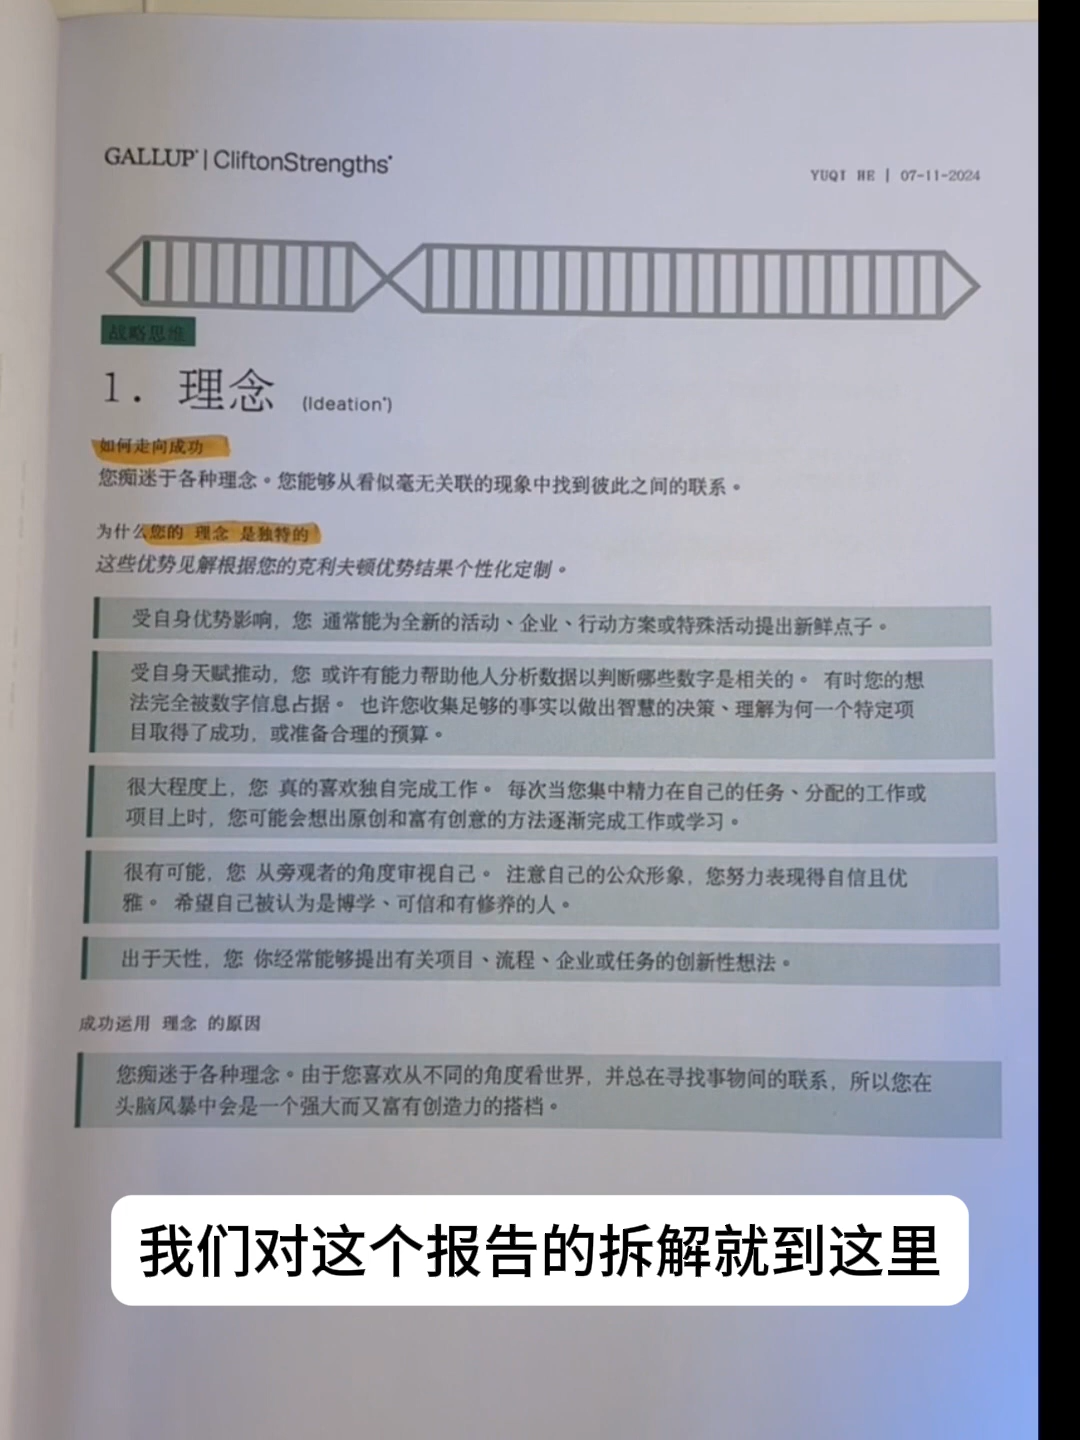 GALLUP® | CliftonStrengths®
YUQI HE | 07-11-2024
战略思维
1. 理念 (Ideation®)
如何走向成功
您痴迷于各种理念。您能够从看似毫无关联的现象中找到彼此之间的联系。
为什么您的 理念 是独特的
这些优势见解根据您的克利夫顿优势结果个性化定制。
受自身优势影响，您 通常能为全新的活动、企业、行动方案或特殊活动提出新鲜点子。
受自身天赋推动，您 或许有能力帮助他人分析数据以判断哪些数字是相关的。 有时您的想
法完全被数字信息占据。 也许您收集足够的事实以做出智慧的决策、理解为何一个特定项
目取得了成功，或准备合理的预算。
很大程度上，您 真的喜欢独自完成工作。 每次当您集中精力在自己的任务、分配的工作或
项目上时，您可能会想出原创和富有创意的方法逐渐完成工作或学习。
很有可能，您 从旁观者的角度审视自己。 注意自己的公众形象，您努力表现得自信且优
雅。 希望自己被认为是博学、可信和有修养的人。
出于天性，您 你经常能够提出有关项目、流程、企业或任务的创新性想法。
成功运用 理念 的原因
您痴迷于各种理念。由于您喜欢从不同的角度看世界，并总在寻找事物间的联系，所以您在
头脑风暴中会是一个强大而又富有创造力的搭档。
我们对这个报告的拆解就到这里